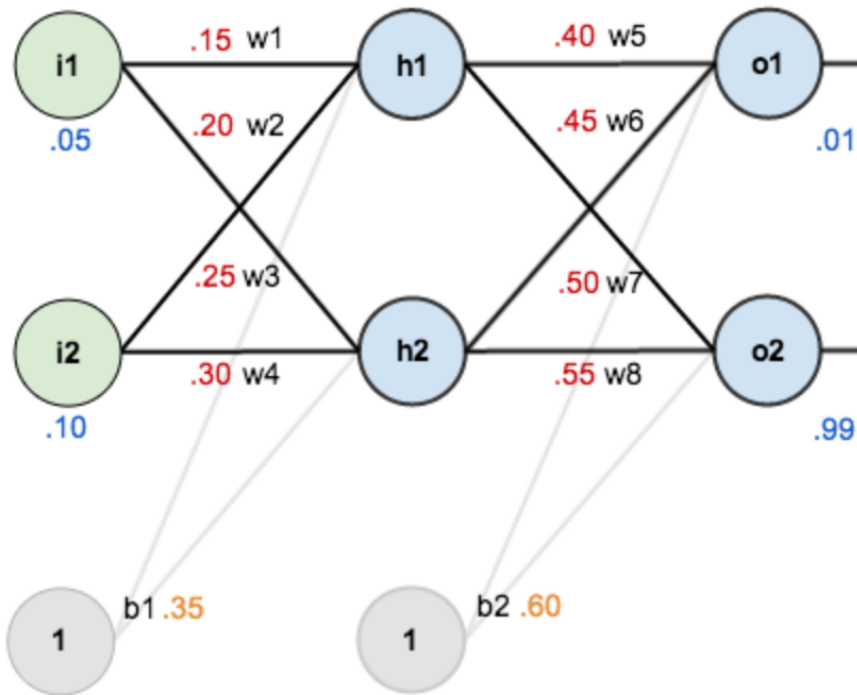 i1 .15 w1 h1 .40 w5 o1
.05 .20 w2 .45 w6 .01
.25 w3 .50 w7
i2 .30 w4 h2 .55 w8 o2
.10 .99
1 b1 .35 1 b2 .60